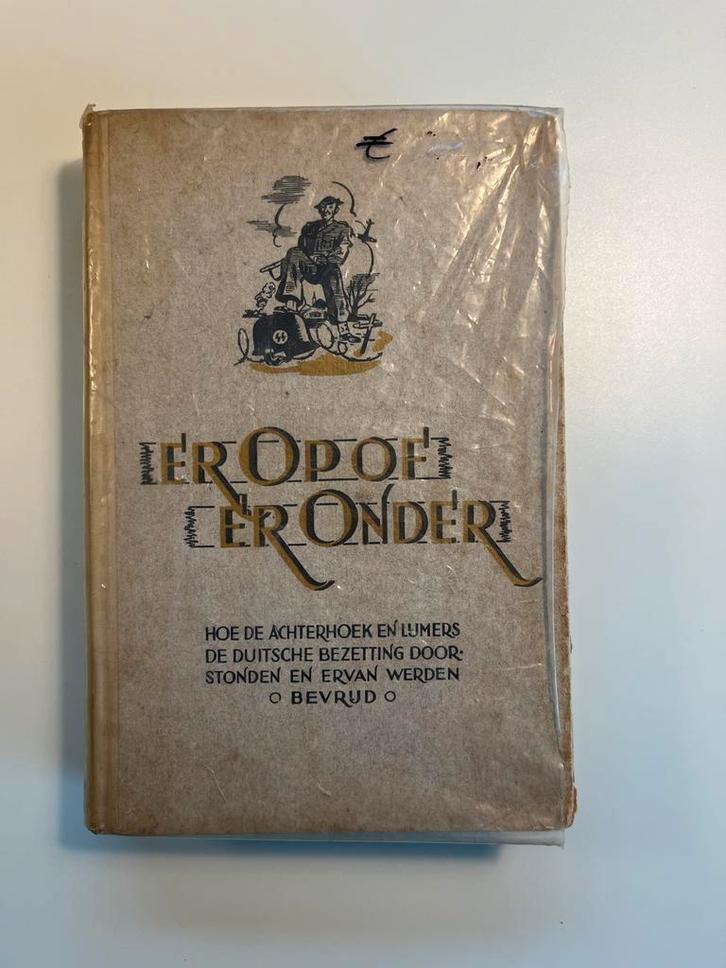 ER OP OF
ER ONDER
HOE DE ACHTERHOEK EN LIJMERS
DE DUITSCHE BEZETTING DOOR-
STONDEN EN ERVAN WERDEN
BEVRIJD